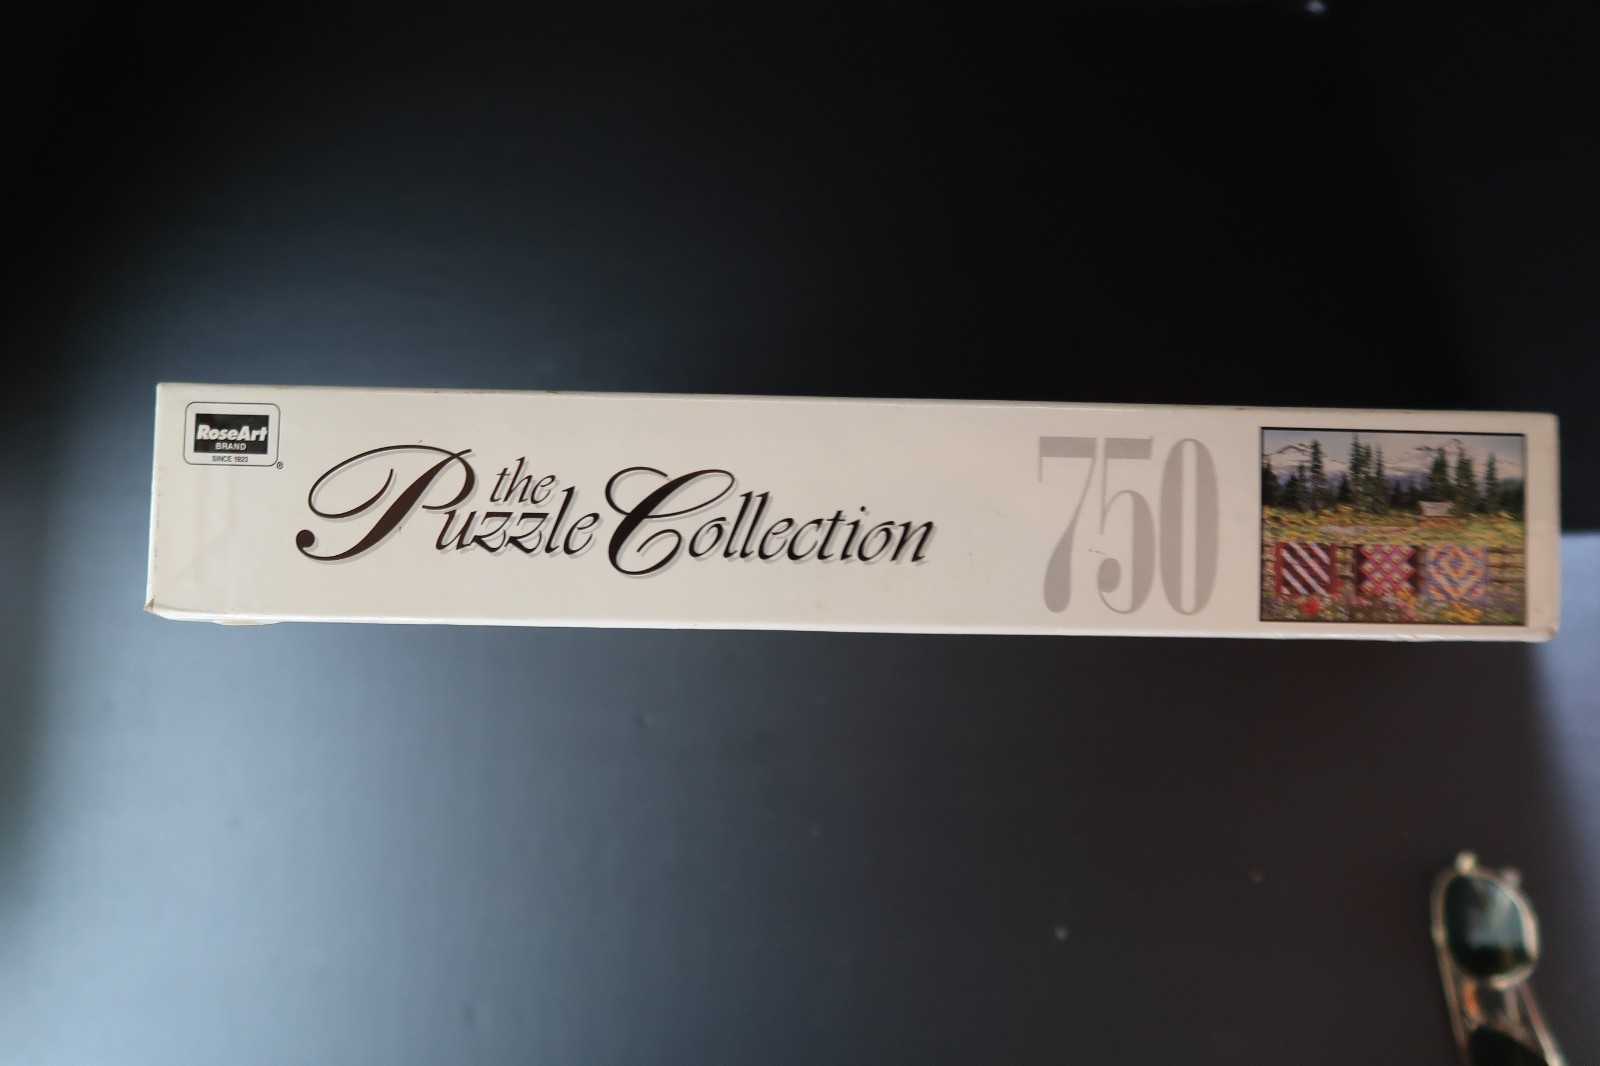 RoseArt
BRAND
SINCE 1923
®
the
Puzzle Collection
750